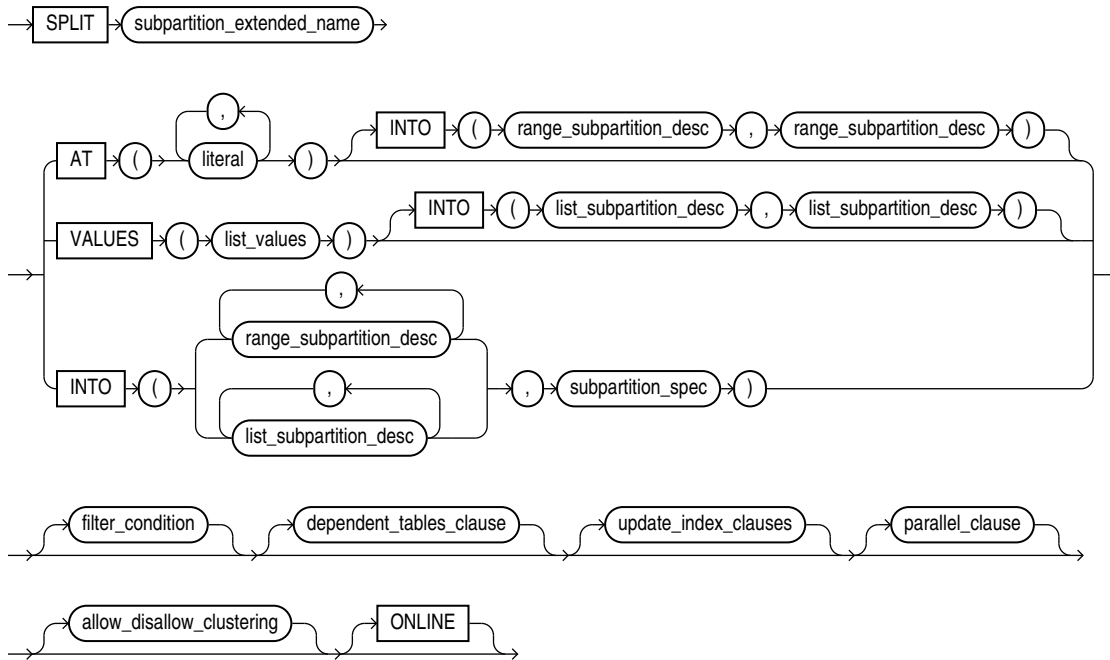 SPLIT subpartition_extended_name
,
INTO ( range_subpartition_desc , range_subpartition_desc )
AT ( literal )
,
INTO ( list_subpartition_desc , list_subpartition_desc )
VALUES ( list_values )
,
range_subpartition_desc
,
INTO ( , subpartition_spec )
list_subpartition_desc
filter_condition dependent_tables_clause update_index_clauses parallel_clause
allow_disallow_clustering ONLINE